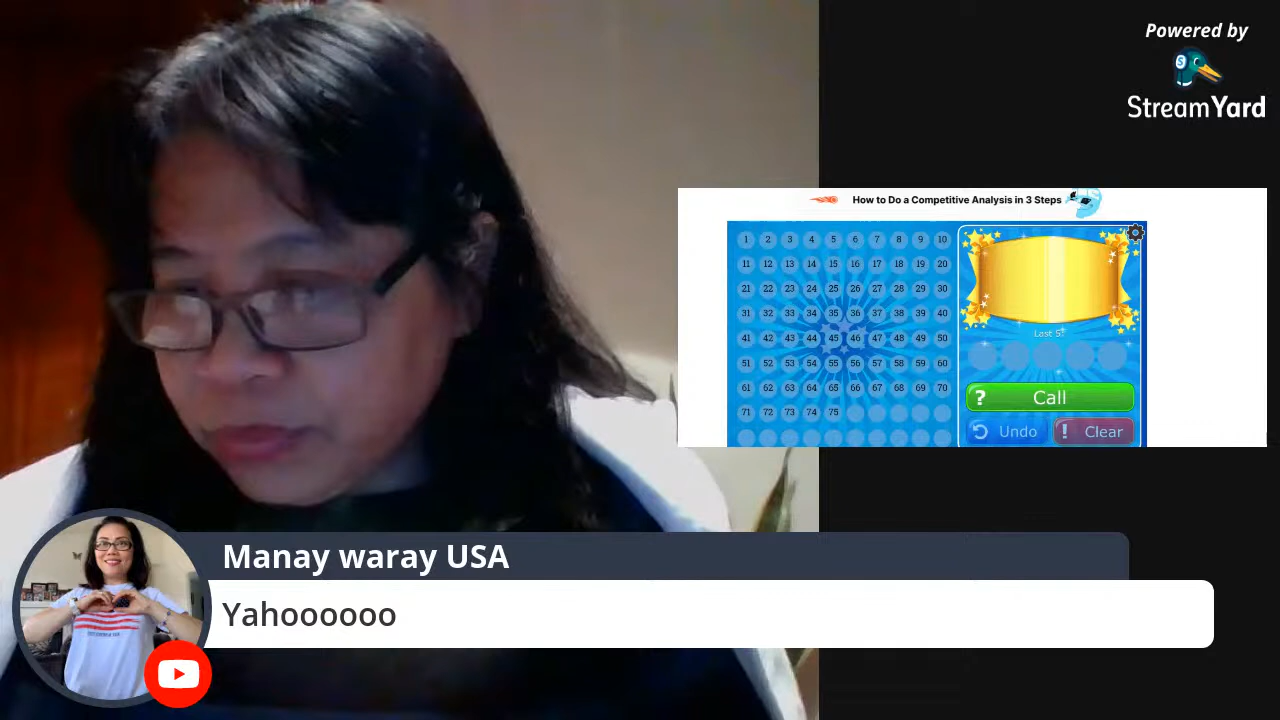 Powered by
StreamYard
How to Do a Competitive Analysis in 3 Steps
1 2 3 4 5 6 7 8 9 10
11 12 13 14 15 16 17 18 19 20
21 22 23 24 25 26 27 28 29 30
31 32 33 34 35 36 37 38 39 40
41 42 43 44 45 46 47 48 49 50
51 52 53 54 55 56 57 58 59 60
61 62 63 64 65 66 67 68 69 70
71 72 73 74 75
Last 5:
? Call
Undo ! Clear
Manay waray USA
Yahoooooo